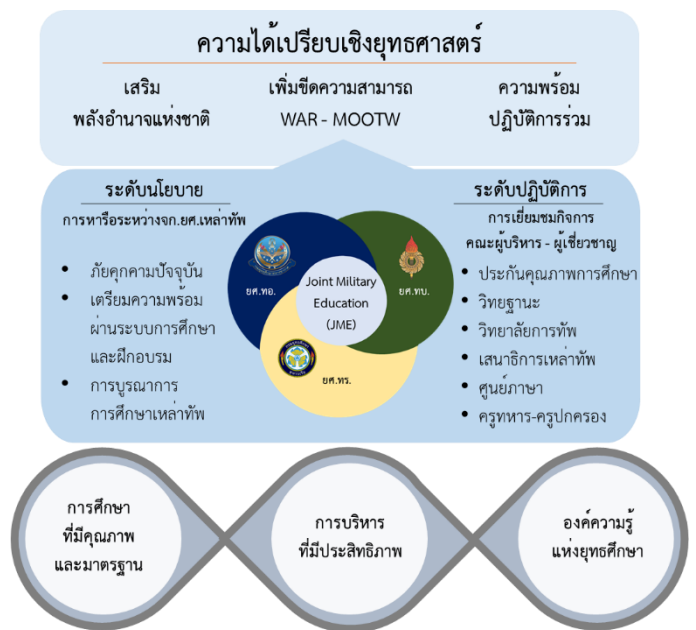 ความได้เปรียบเชิงยุทธศาสตร์
เสริม
พลังอำนาจแห่งชาติ
เพิ่มขีดความสามารถ
WAR - MOOTW
ความพร้อม
ปฏิบัติการร่วม
ระดับนโยบาย
การหารือระหว่างจก.ยศ.เหล่าทัพ
• ภัยคุกคามปัจจุบัน
• เตรียมความพร้อม
ผ่านระบบการศึกษา
และฝึกอบรม
• การบูรณาการ
การศึกษาเหล่าทัพ
ยศ.ทอ.
ยศ.ทบ.
Joint Military
Education
(JME)
ยศ.ทร.
ระดับปฏิบัติการ
การเยี่ยมชมกิจการ
คณะผู้บริหาร - ผู้เชี่ยวชาญ
• ประกันคุณภาพการศึกษา
• วิทยฐานะ
• วิทยาลัยการทัพ
• เสนาธิการเหล่าทัพ
• ศูนย์ภาษา
• ครูทหาร-ครูปกครอง
การศึกษา
ที่มีคุณภาพ
และมาตรฐาน
การบริหาร
ที่มีประสิทธิภาพ
องค์ความรู้
แห่งยุทธศึกษา